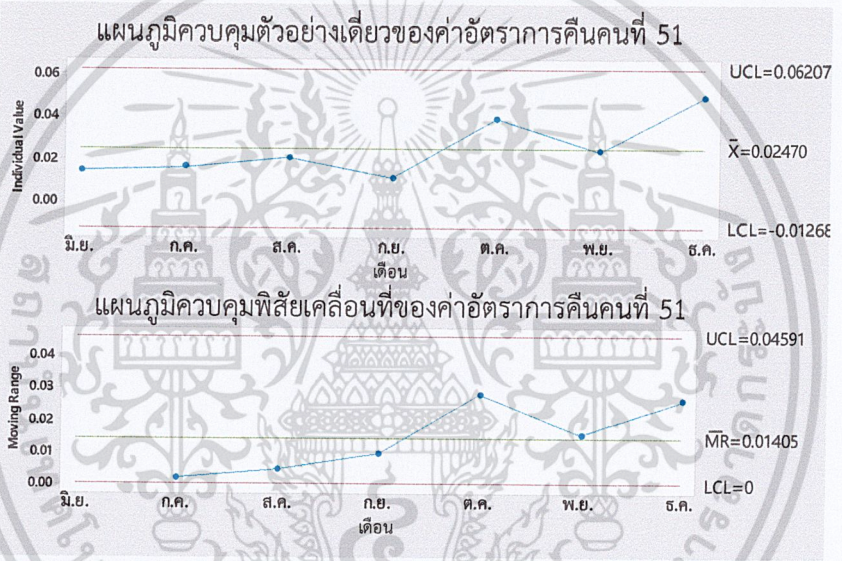 แผนภูมิควบคุมตัวอย่างเดี่ยวของค่าอัตราการคืนคนที่ 51
0.06
0.04
0.02
0.00
Individual Value
UCL=0.06207
X̄=0.02470
LCL=-0.01268
มิ.ย. ก.ค. ส.ค. ก.ย. ต.ค. พ.ย. ธ.ค.
เดือน
แผนภูมิควบคุมพิสัยเคลื่อนที่ของค่าอัตราการคืนคนที่ 51
0.04
0.03
0.02
0.01
0.00
Moving Range
UCL=0.04591
M̅R̅=0.01405
LCL=0
มิ.ย. ก.ค. ส.ค. ก.ย. ต.ค. พ.ย. ธ.ค.
เดือน